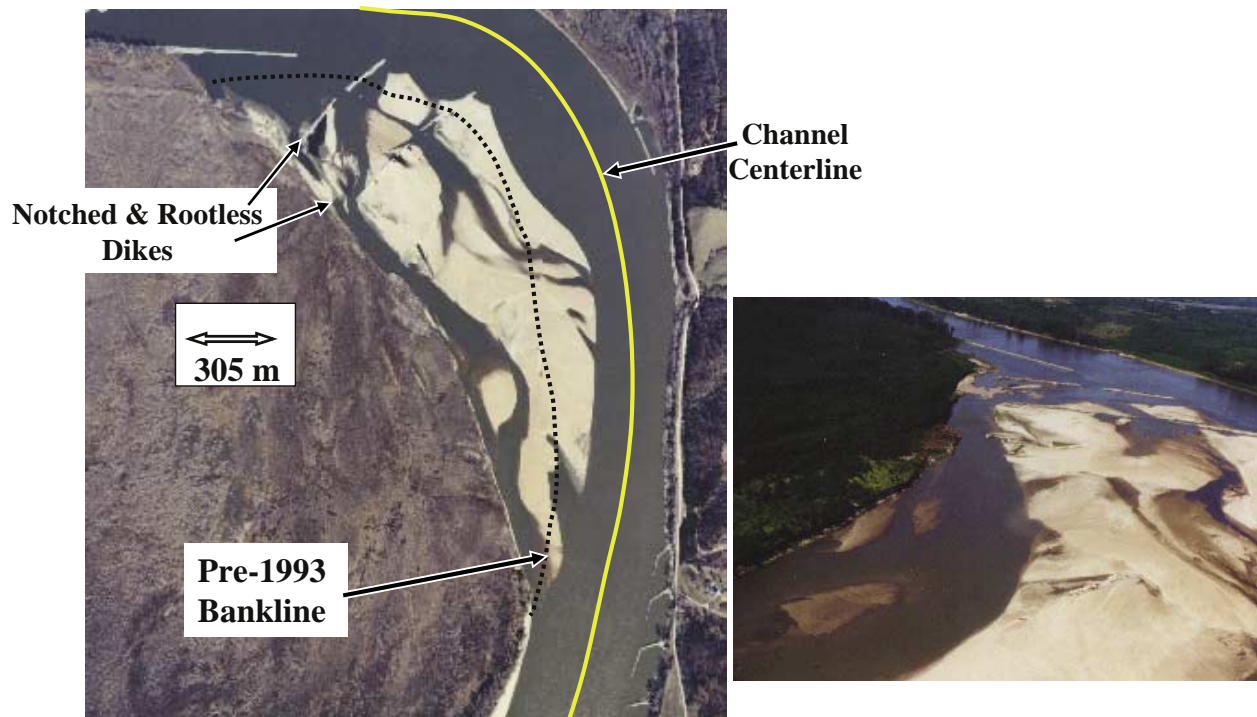 Channel
Centerline
Notched & Rootless
Dikes
305 m
Pre-1993
Bankline